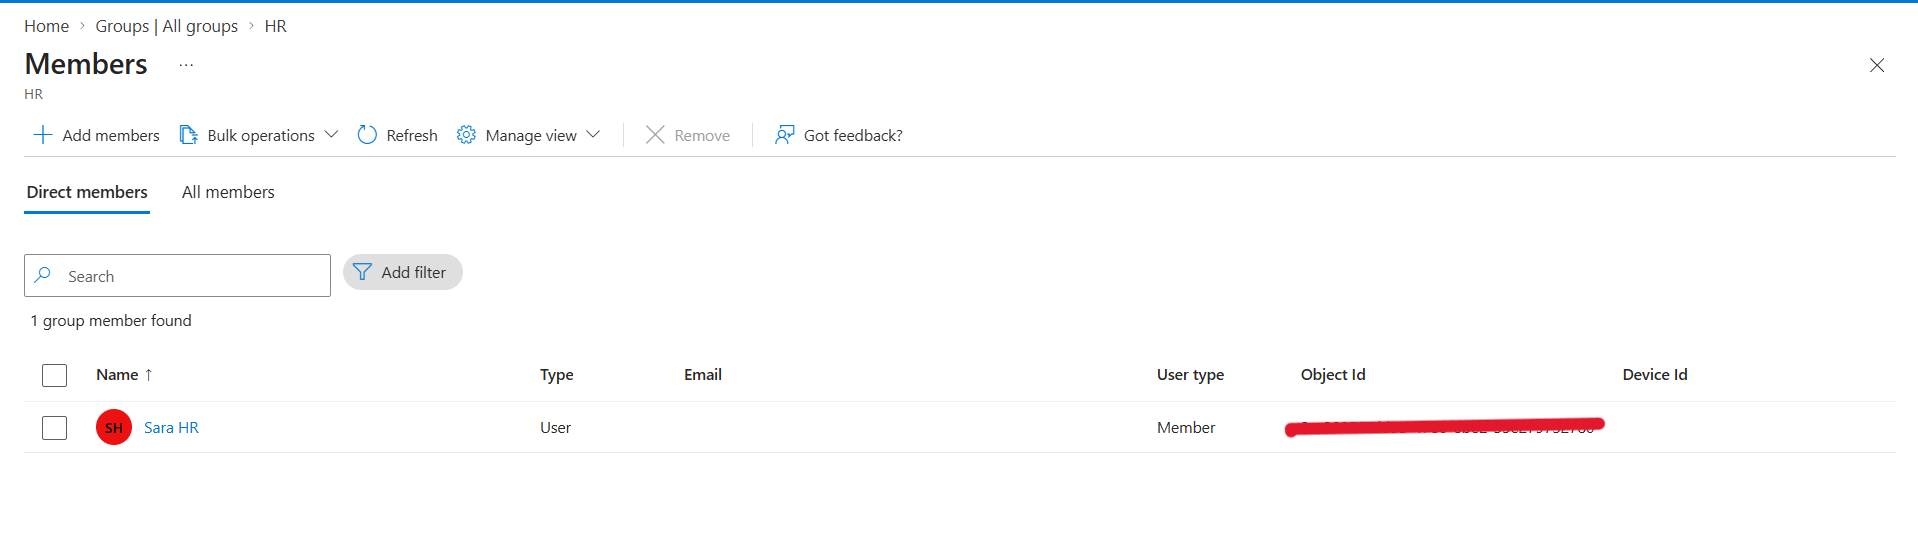 Home > Groups | All groups > HR
Members ...
HR
Add members Bulk operations Refresh Manage view Remove Got feedback?
Direct members All members
Search Add filter
1 group member found
Name ↑ Type Email User type Object Id Device Id
SH Sara HR User Member